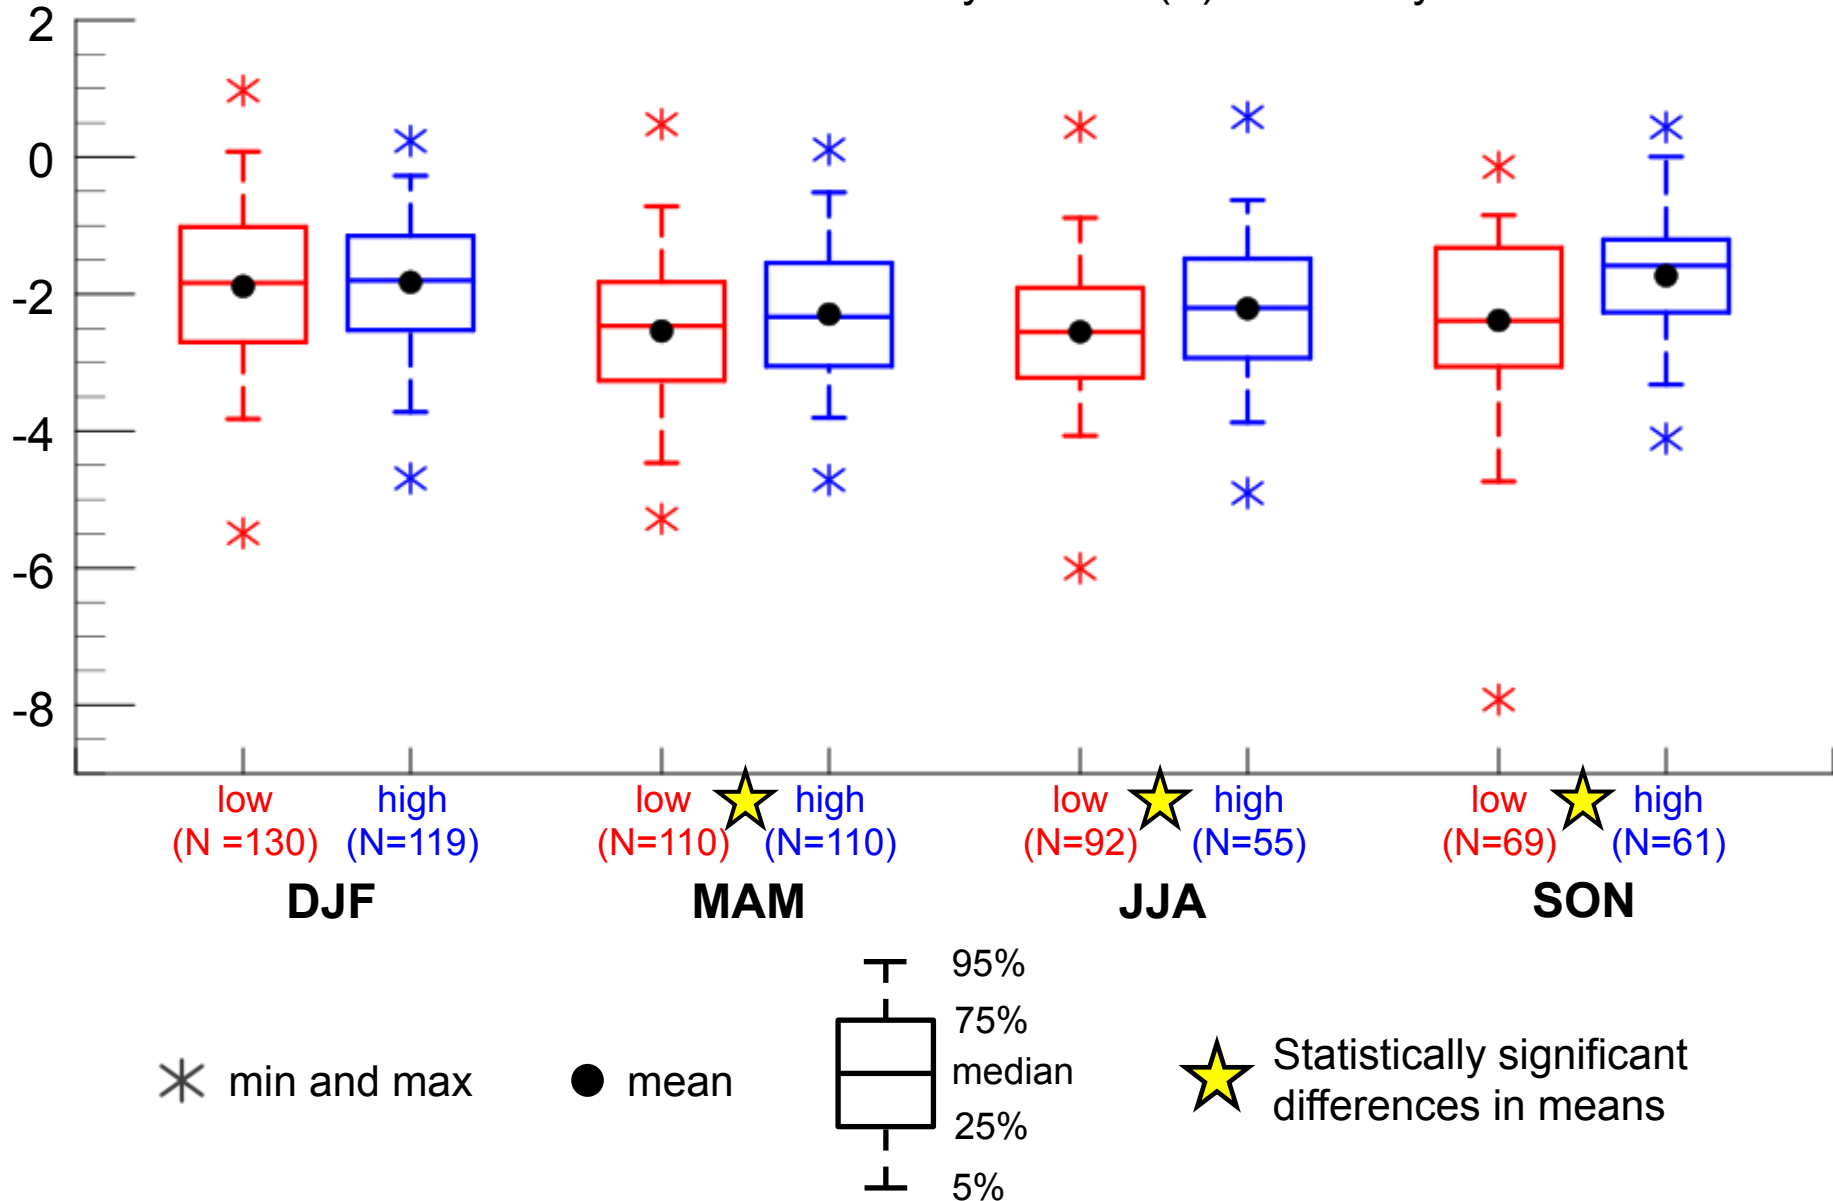 2
0
-2
-4
-6
-8
low high low high low high low high
(N =130) (N=119) (N=110) (N=110) (N=92) (N=55) (N=69) (N=61)
DJF MAM JJA SON
95%
75%
median
25%
5%
min and max
mean
Statistically significant
differences in means